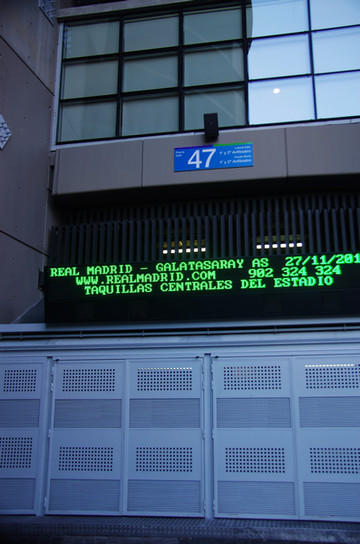 47
REAL MADRID - GALATASARAY AS 27/11/201
WWW.REALMADRID.COM 902 324 324
TAQUILLAS CENTRALES DEL ESTADIO